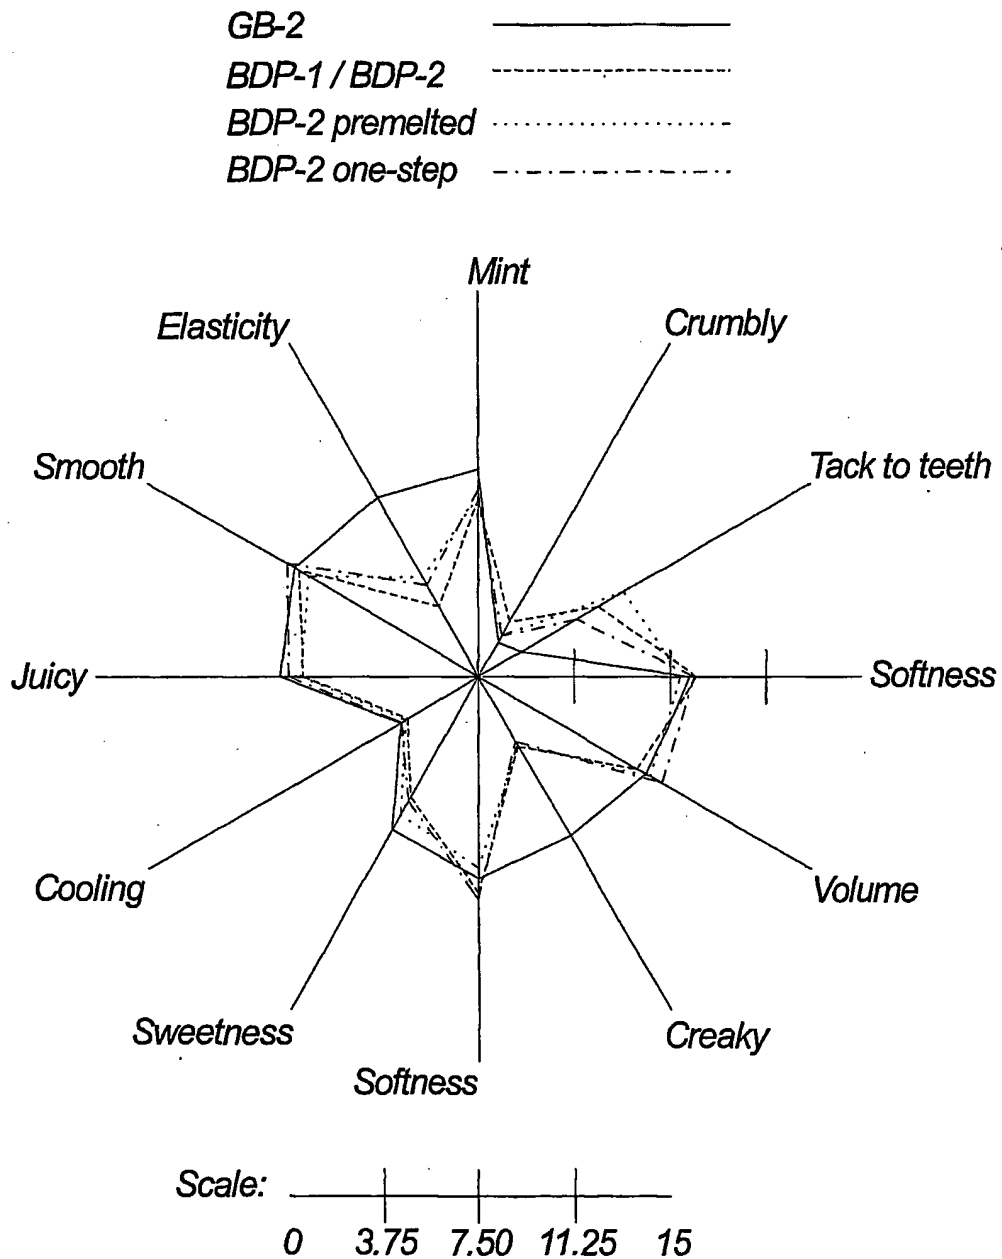 GB-2
BDP-1 / BDP-2
BDP-2 premelted
BDP-2 one-step
Mint
Elasticity
Crumbly
Smooth
Tack to teeth
Juicy
Softness
Cooling
Volume
Sweetness
Creaky
Softness
Scale:
0 3.75 7.50 11.25 15